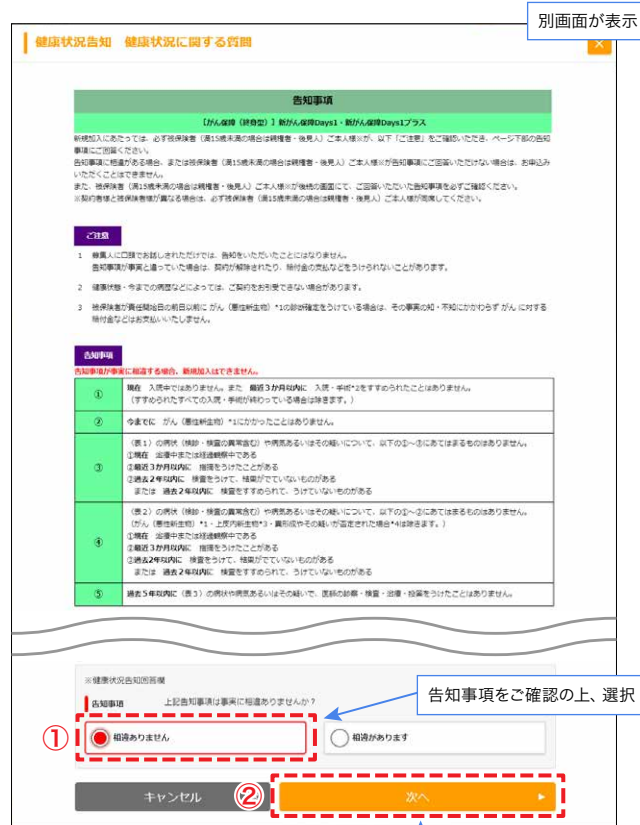 別画面が表示
健康状況告知　健康状況に関する質問
×
告知事項
【がん保障（終身型）】新がん保障Days1・新がん保障Days1プラス
新規加入にあたっては、必ず被保険者（満15歳未満の場合は親権者・後見人）ご本人様※が、以下「ご注意」をご確認いただき、ページ下部の告知
事項にご回答ください。
告知事項に相違がある場合、または被保険者（満15歳未満の場合は親権者・後見人）ご本人様※が告知事項にご回答いただけない場合は、お申込み
いただくことはできません。
また、被保険者（満15歳未満の場合は親権者・後見人）ご本人様※が後続の画面にて、ご回答いただいた告知事項を必ずご確認ください。
※契約者様と被保険者様が異なる場合は、必ず被保険者（満15歳未満の場合は親権者・後見人）ご本人様が同席してください。
ご注意
1　募集人に口頭でお話しされただけでは、告知をいただいたことにはなりません。
告知事項が事実と違っていた場合は、契約が解除されたり、給付金の支払などをうけられないことがあります。
2　健康状態・今までの病歴などによっては、ご契約をお引受できない場合があります。
3　被保険者が責任開始日の前日以前に がん（悪性新生物）*1の診断確定をうけている場合は、その事実の知・不知にかかわらず がん に対する
給付金などはお支払いいたしません。
告知事項
告知事項が事実に相違する場合、新規加入はできません。
① 現在 入院中ではありません。また 最近3か月以内に 入院・手術*2をすすめられたことはありません。
（すすめられたすべての入院・手術が終わっている場合は除きます。）
② 今までに がん（悪性新生物）*1にかかったことはありません。
③ （表1）の病状（検診・検査の異常含む）や病気あるいはその疑いについて、以下の①～③にあてはまるものはありません。
①現在 治療中または経過観察中である
②最近3か月以内に 指摘をうけたことがある
③過去2年以内に 検査をうけて、結果がでていないものがある
または 過去2年以内に 検査をすすめられて、うけていないものがある
④ （表2）の病状（検診・検査の異常含む）や病気あるいはその疑いについて、以下の①～③にあてはまるものはありません。
（がん（悪性新生物）*1・上皮内新生物*3・異形成やその疑いが否定された場合*4は除きます。）
①現在 治療中または経過観察中である
②最近3か月以内に 指摘をうけたことがある
③過去2年以内に 検査をうけて、結果がでていないものがある
または 過去2年以内に 検査をすすめられて、うけていないものがある
⑤ 過去5年以内に（表3）の病状や病気あるいはその疑いで、医師の診察・検査・治療・投薬をうけたことはありません。
※健康状況告知回答欄
告知事項をご確認の上、選択
告知事項　上記告知事項は事実に相違ありませんか？
① 相違ありません　相違があります
キャンセル ② 次へ